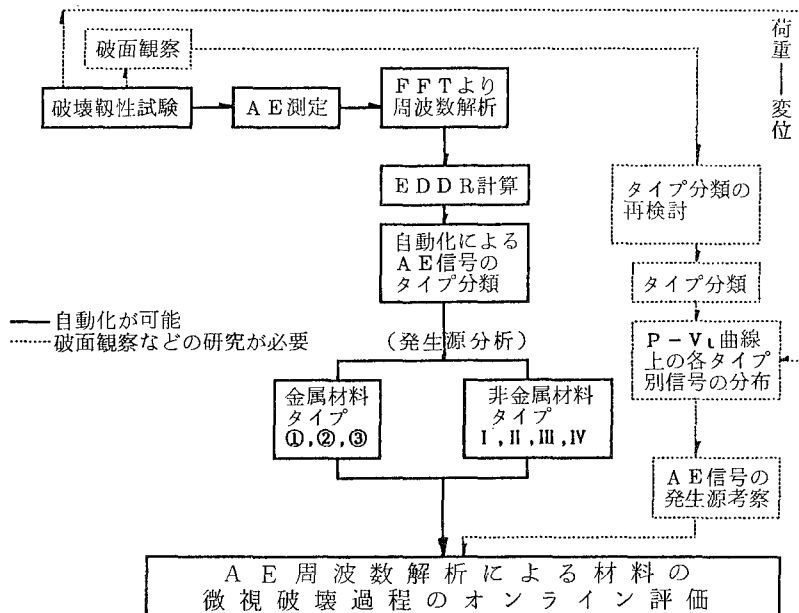 荷重―変位
破面観察
破壊靱性試験
AE測定
FFTより
周波数解析
EDDR計算
自動化による
AE信号の
タイプ分類
タイプ分類の
再検討
タイプ分類
P-Vι曲線
上の各タイプ
別信号の分布
AE信号の
発生源考察
自動化が可能
破面観察などの研究が必要
(発生源分析)
金属材料
タイプ
①,②,③
非金属材料
タイプ
I,II,III,IV
AE周波数解析による材料の
微視破壊過程のオンライン評価